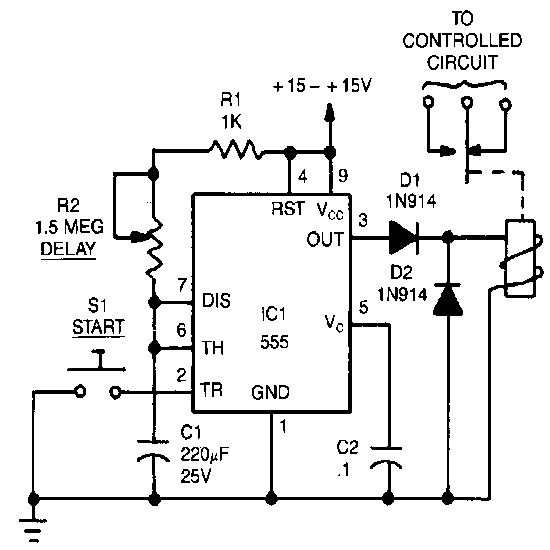 TO
CONTROLLED
CIRCUIT
+15-+15V
R1
1K
4
9
RST
VCC
D1
1N914
3
OUT
R2
1.5 MEG
DELAY
D2
1N914
7
DIS
IC1
555
5
VC
6
TH
S1
START
2
TR
GND
1
C1
220µF
25V
C2
.1